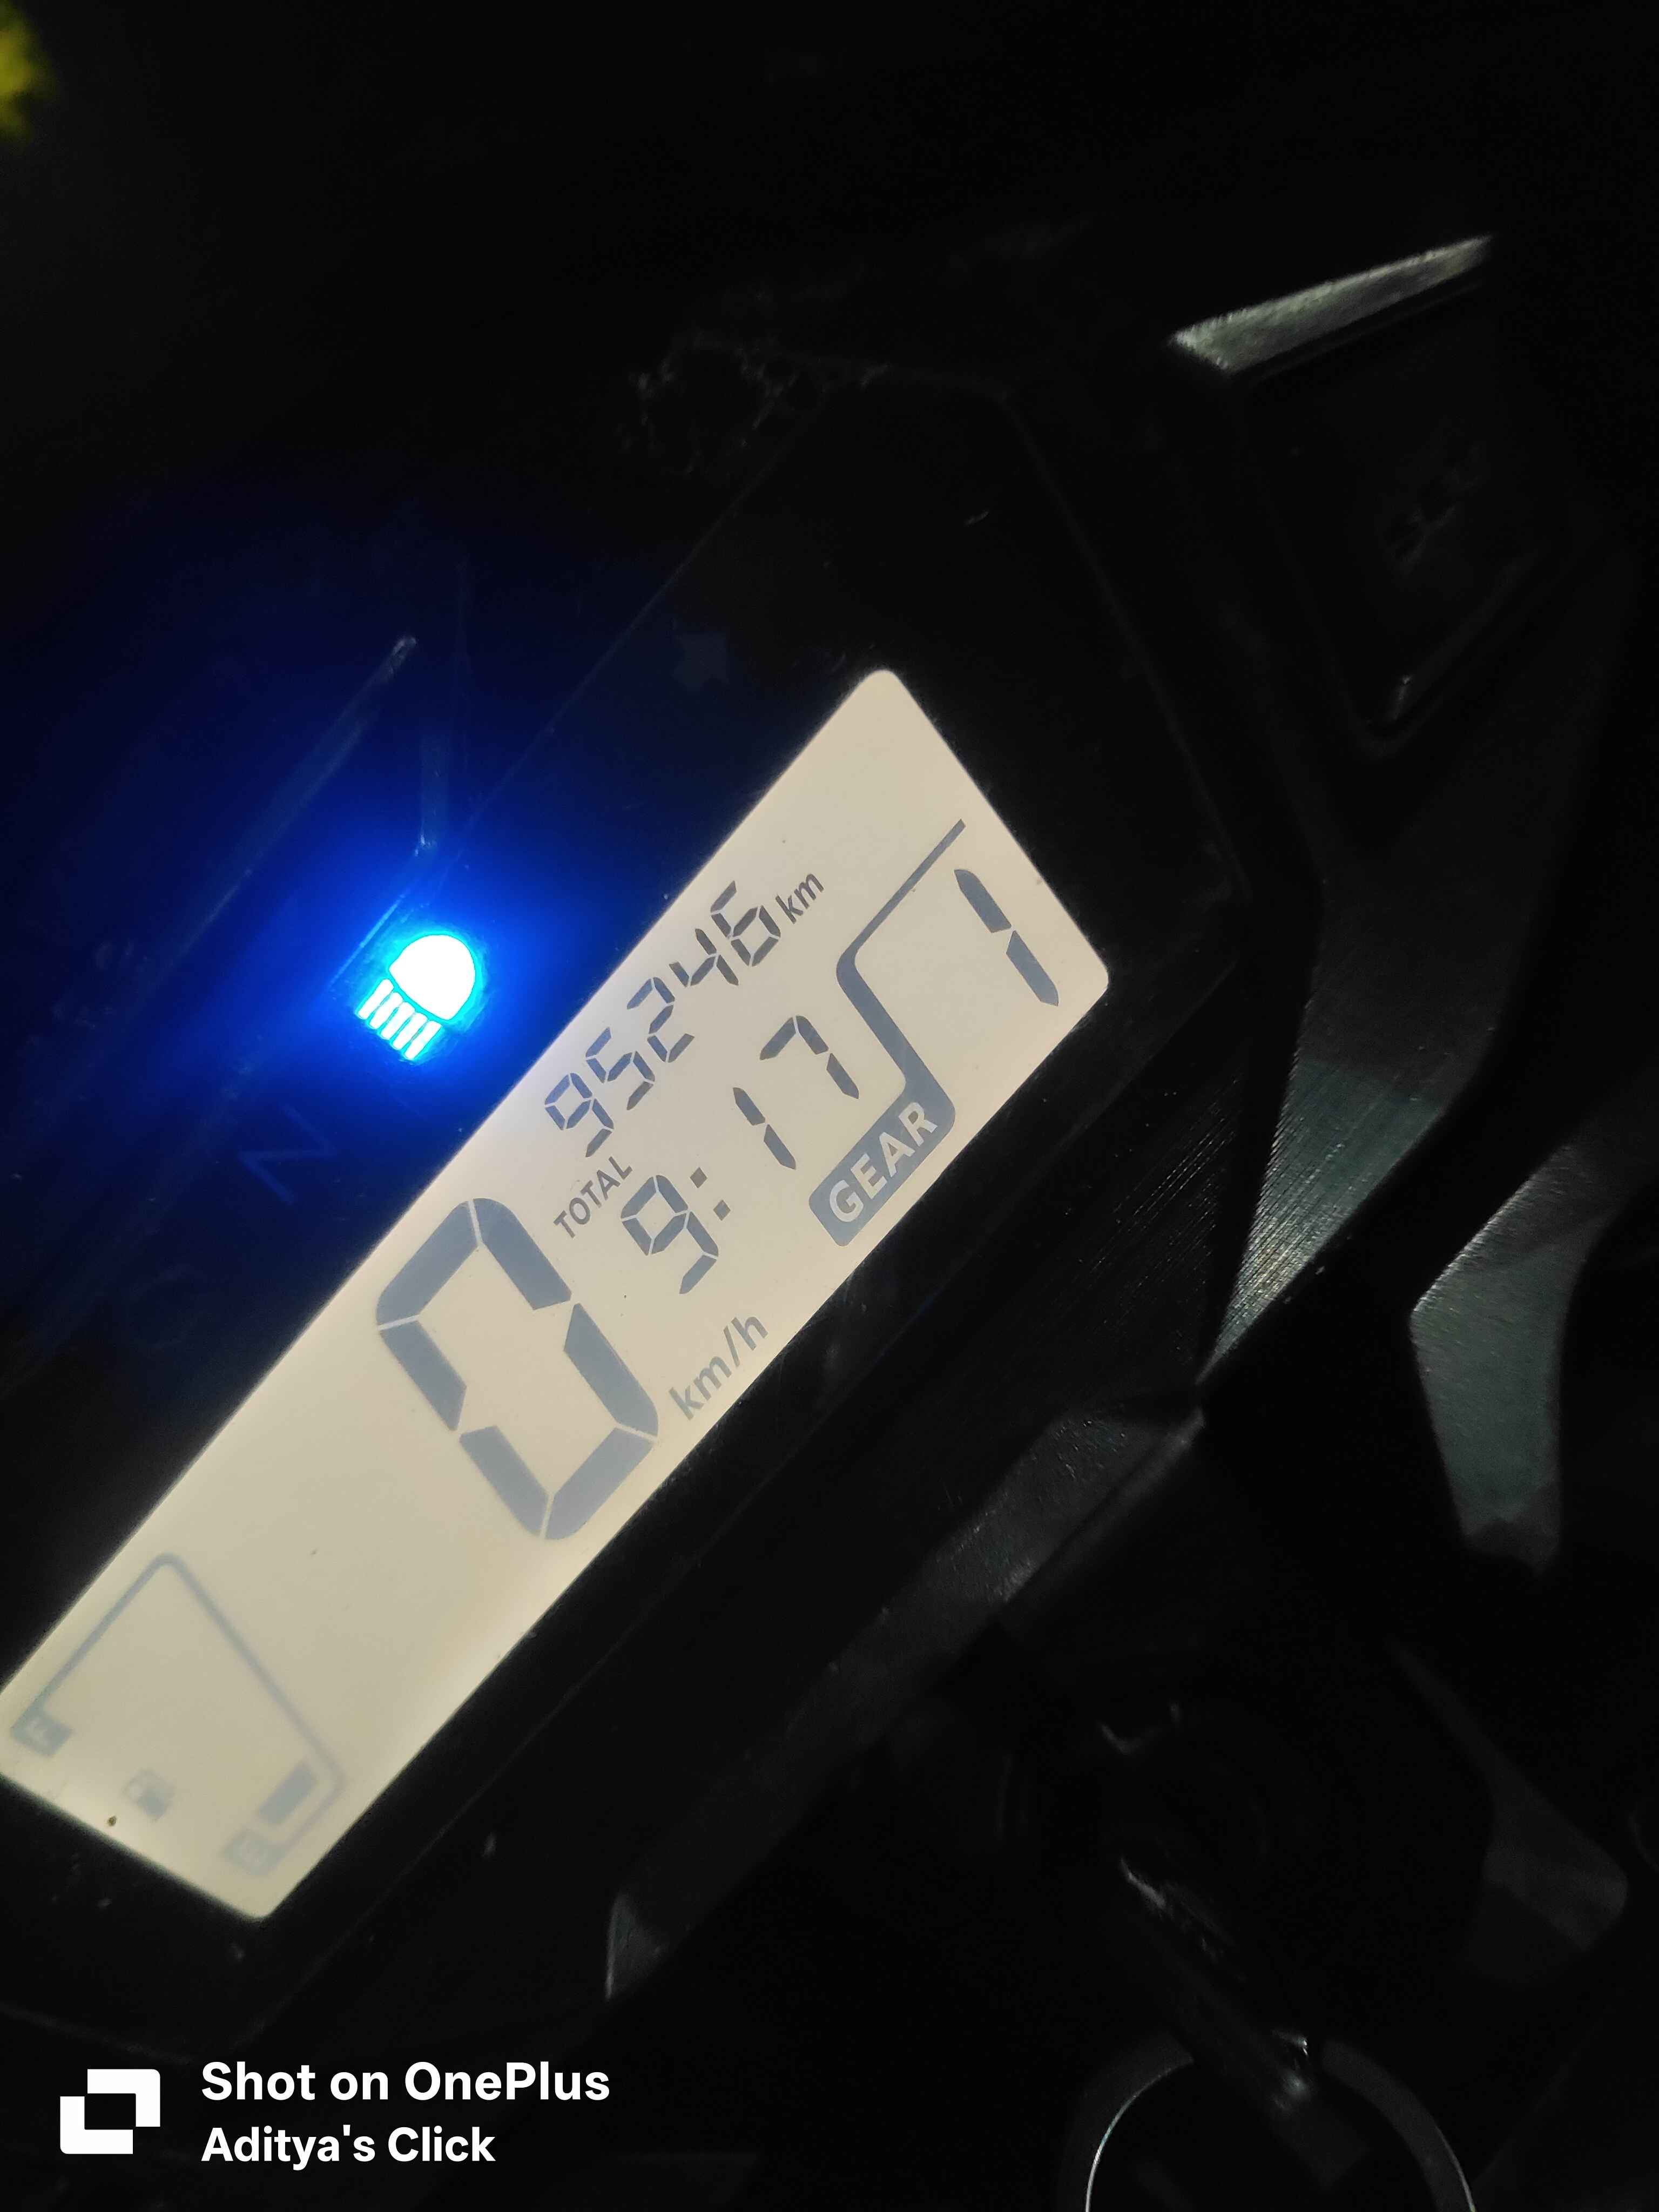 95246 km
TOTAL
9:17
1
GEAR
0
km/h
F
E
N
Shot on OnePlus
Aditya's Click